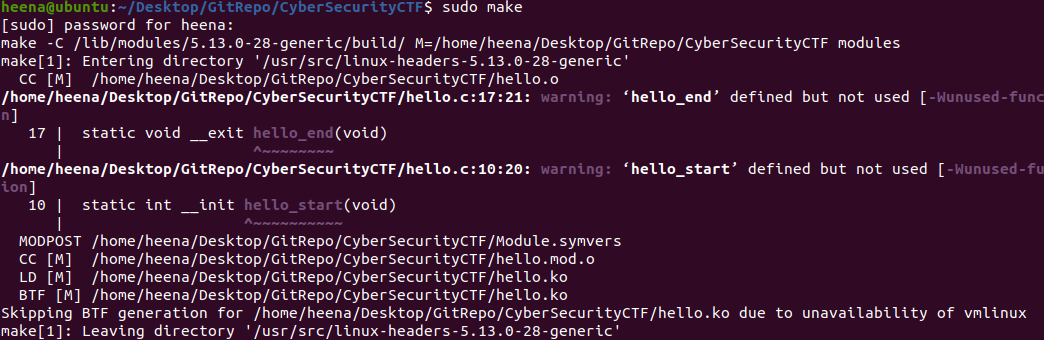 heena@ubuntu:~/Desktop/GitRepo/CyberSecurityCTF$ sudo make
[sudo] password for heena:
make -C /lib/modules/5.13.0-28-generic/build/ M=/home/heena/Desktop/GitRepo/CyberSecurityCTF modules
make[1]: Entering directory '/usr/src/linux-headers-5.13.0-28-generic'
  CC [M]  /home/heena/Desktop/GitRepo/CyberSecurityCTF/hello.o
/home/heena/Desktop/GitRepo/CyberSecurityCTF/hello.c:17:21: warning: ‘hello_end’ defined but not used [-Wunused-func
n]
   17 |  static void __exit hello_end(void)
      |                     ^~~~~~~~~
/home/heena/Desktop/GitRepo/CyberSecurityCTF/hello.c:10:20: warning: ‘hello_start’ defined but not used [-Wunused-fu
ion]
   10 |  static int __init hello_start(void)
      |                    ^~~~~~~~~~~
  MODPOST /home/heena/Desktop/GitRepo/CyberSecurityCTF/Module.symvers
  CC [M]  /home/heena/Desktop/GitRepo/CyberSecurityCTF/hello.mod.o
  LD [M]  /home/heena/Desktop/GitRepo/CyberSecurityCTF/hello.ko
  BTF [M] /home/heena/Desktop/GitRepo/CyberSecurityCTF/hello.ko
Skipping BTF generation for /home/heena/Desktop/GitRepo/CyberSecurityCTF/hello.ko due to unavailability of vmlinux
make[1]: Leaving directory '/usr/src/linux-headers-5.13.0-28-generic'